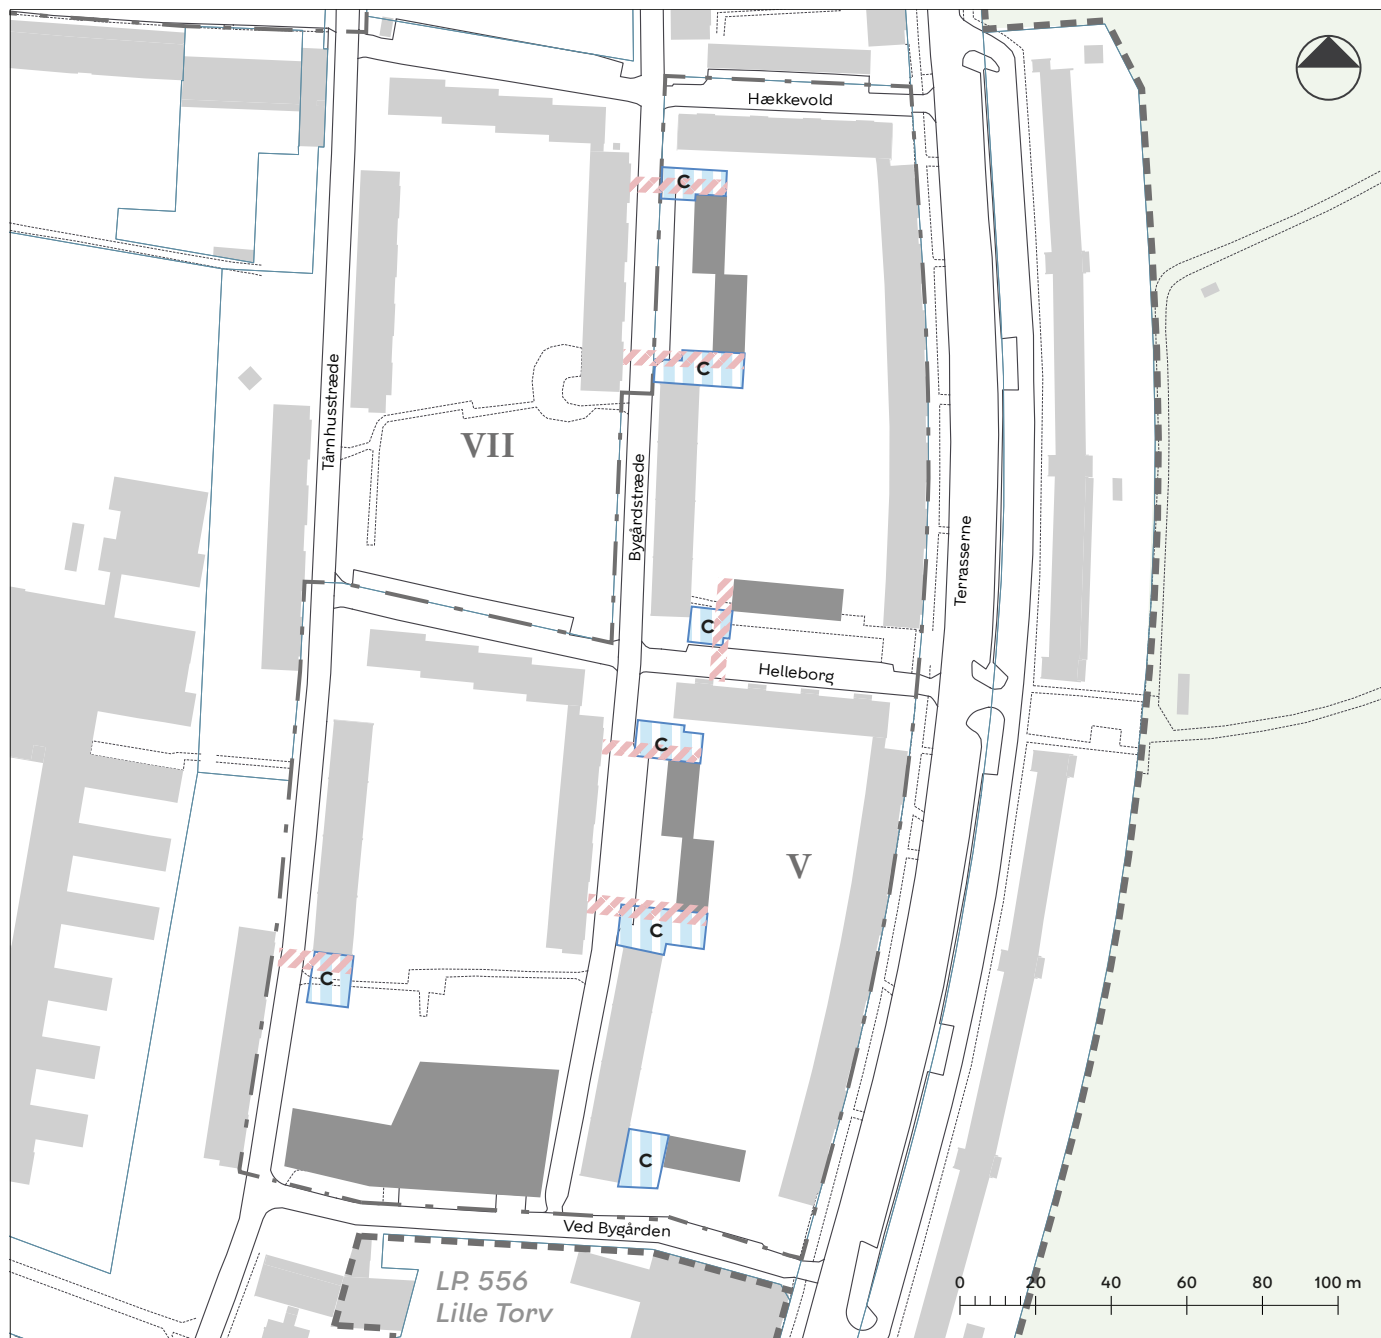 Hækkevold
C
C
Tårnhusstræde
VII
Bygårdstræde
Terrasserne
C
Helleborg
C
V
C
C
C
Ved Bygården
LP. 556
Lille Torv
0 20 40 60 80 100 m